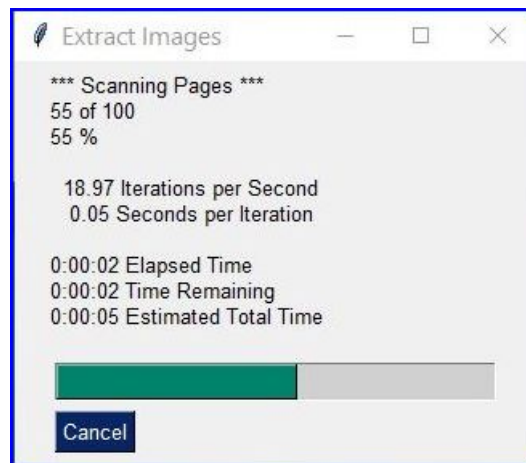 Extract Images
*** Scanning Pages ***
55 of 100
55 %
18.97 Iterations per Second
0.05 Seconds per Iteration
0:00:02 Elapsed Time
0:00:02 Time Remaining
0:00:05 Estimated Total Time
Cancel